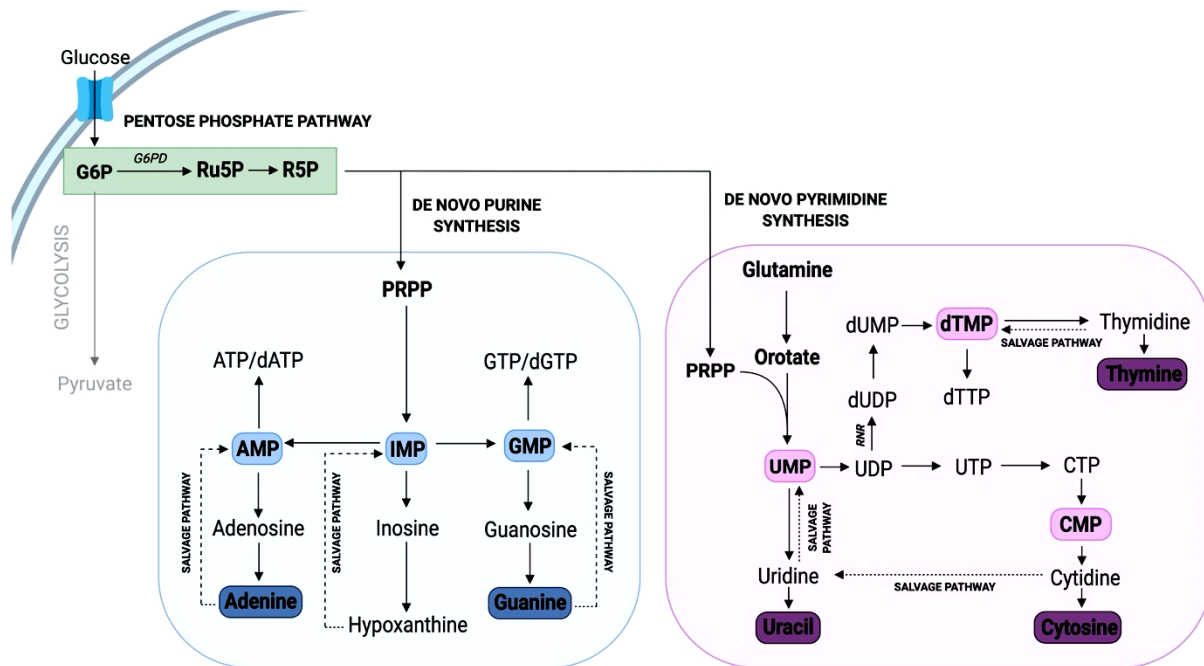 Glucose
PENTOSE PHOSPHATE PATHWAY
G6P
G6PD
Ru5P
R5P
GLYCOLYSIS
Pyruvate
DE NOVO PURINE
SYNTHESIS
PRPP
ATP/dATP
GTP/dGTP
AMP
IMP
GMP
SALVAGE PATHWAY
SALVAGE PATHWAY
SALVAGE PATHWAY
Adenosine
Inosine
Guanosine
Adenine
Hypoxanthine
Guanine
DE NOVO PYRIMIDINE
SYNTHESIS
Glutamine
Orotate
PRPP
dUMP
dTMP
Thymidine
SALVAGE PATHWAY
Thymine
dUDP
dTTP
RNR
UMP
UDP
UTP
CTP
SALVAGE
PATHWAY
CMP
Uridine
SALVAGE PATHWAY
Cytidine
Uracil
Cytosine